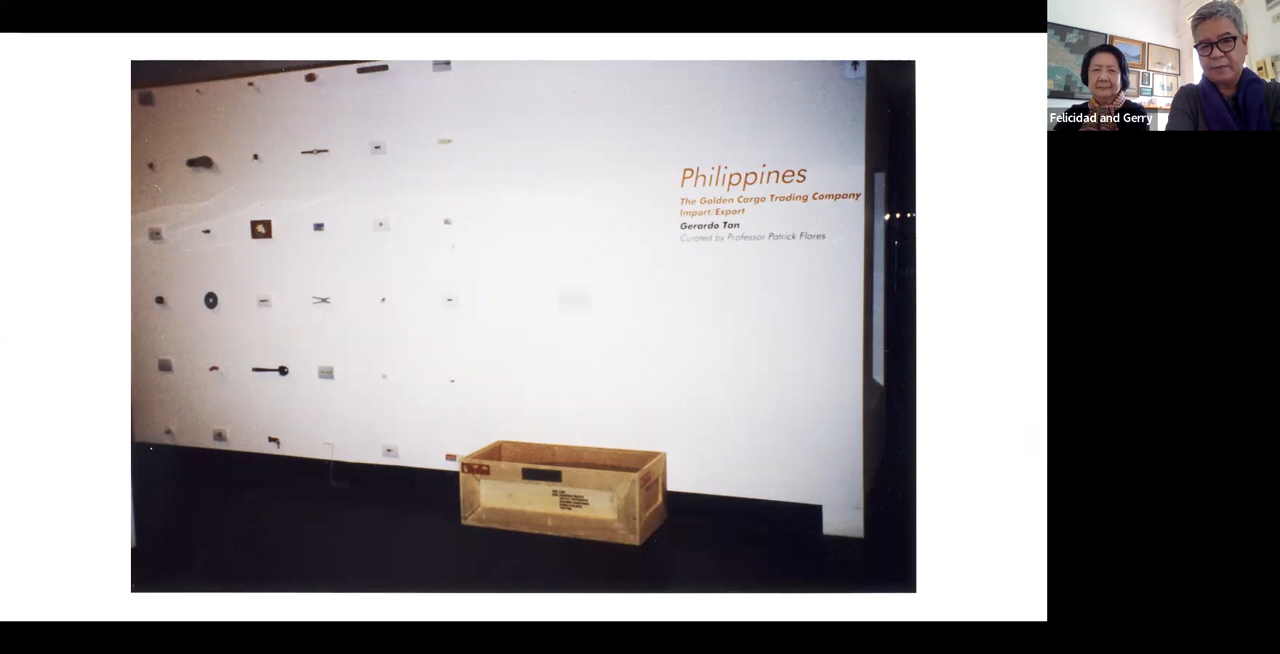 Felicidad and Gerry
Philippines
The Golden Cargo Trading Company
Import/Export
Gerardo Tan
Curated by Professor Patrick Flores